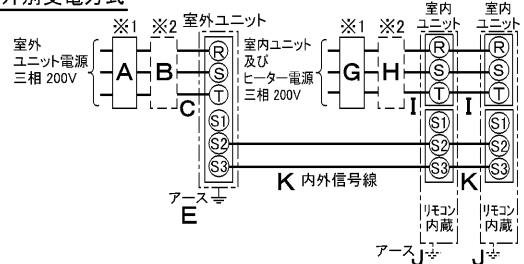 外別受電方式
※1 ※2 室外ユニット
室外
ユニット電源
三相 200V
A B C
R
S
T
S1
S2
S3
アース
E
※1 ※2
室内ユニット
及び
ヒーター電源
三相 200V
G H I I
室内
ユニット
室内
ユニット
R R
S S
T T
S1 S1
S2 S2
S3 S3
K 内外信号線 K
リモコン
内蔵
リモコン
内蔵
アース J J